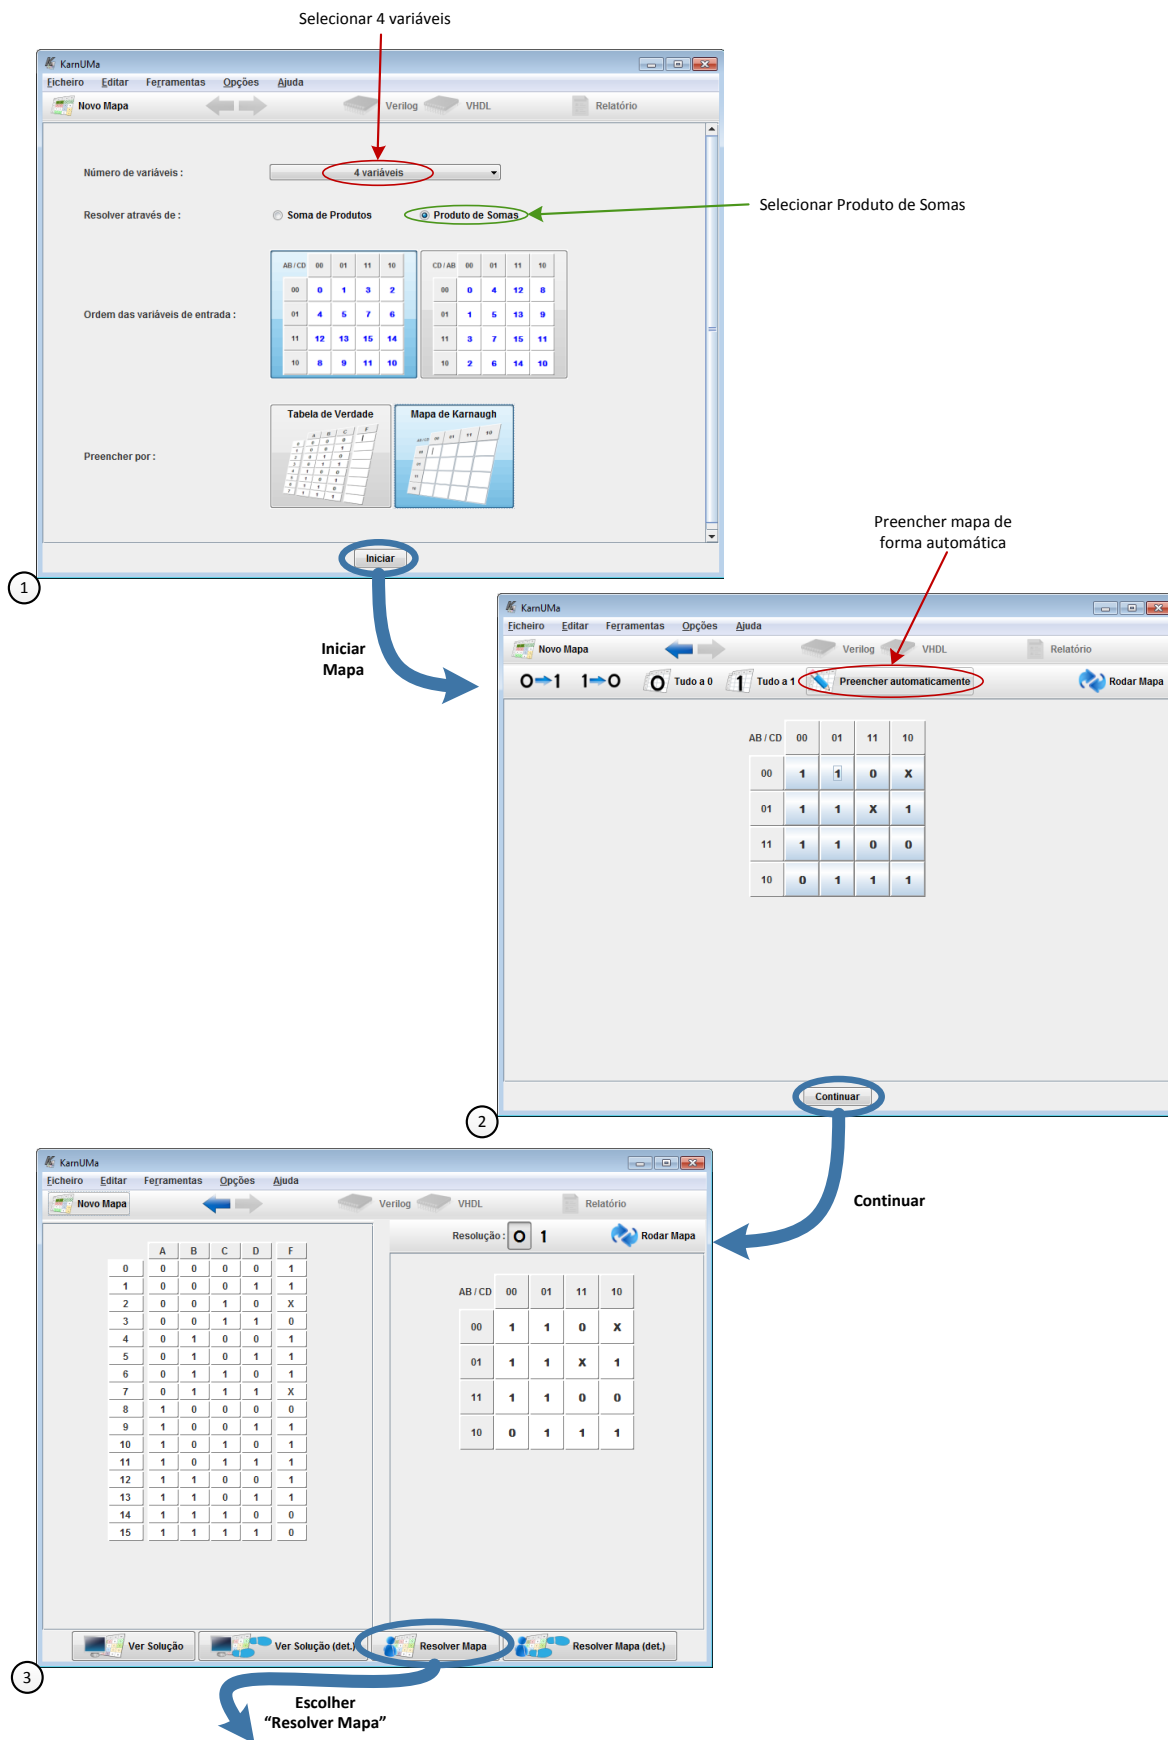 Selecionar 4 variáveis
KarnUMa
Ficheiro Editar Ferramentas Opções Ajuda
Novo Mapa Verilog VHDL Relatório
Número de variáveis : 4 variáveis
Resolver através de : Soma de Produtos Produto de Somas
Selecionar Produto de Somas
AB / CD 00 01 11 10 CD / AB 00 01 11 10
00 0 1 3 2 00 0 4 12 8
Ordem das variáveis de entrada : 01 4 5 7 6 01 1 5 13 9
11 12 13 15 14 11 3 7 15 11
10 8 9 11 10 10 2 6 14 10
Tabela de Verdade Mapa de Karnaugh
Preencher por :
Iniciar
1
Preencher mapa de
forma automática
Iniciar
Mapa
KarnUMa
Ficheiro Editar Ferramentas Opções Ajuda
Novo Mapa Verilog VHDL Relatório
0 1 1 0 0 Tudo a 0 1 Tudo a 1 Preencher automaticamente Rodar Mapa
AB / CD 00 01 11 10
00 1 1 0 X
01 1 1 X 1
11 1 1 0 0
10 0 1 1 1
Continuar
2
Continuar
KarnUMa
Ficheiro Editar Ferramentas Opções Ajuda
Novo Mapa Verilog VHDL Relatório
Resolução : 0 1 Rodar Mapa
A B C D F
0 0 0 0 0 1
1 0 0 0 1 1
2 0 0 1 0 X
3 0 0 1 1 0
4 0 1 0 0 1
5 0 1 0 1 1
6 0 1 1 0 1
7 0 1 1 1 X
8 1 0 0 0 0
9 1 0 0 1 1
10 1 0 1 0 1
11 1 0 1 1 1
12 1 1 0 0 1
13 1 1 0 1 1
14 1 1 1 0 0
15 1 1 1 1 0
AB / CD 00 01 11 10
00 1 1 0 X
01 1 1 X 1
11 1 1 0 0
10 0 1 1 1
Ver Solução Ver Solução (det.) Resolver Mapa Resolver Mapa (det.)
3
Escolher
“Resolver Mapa”